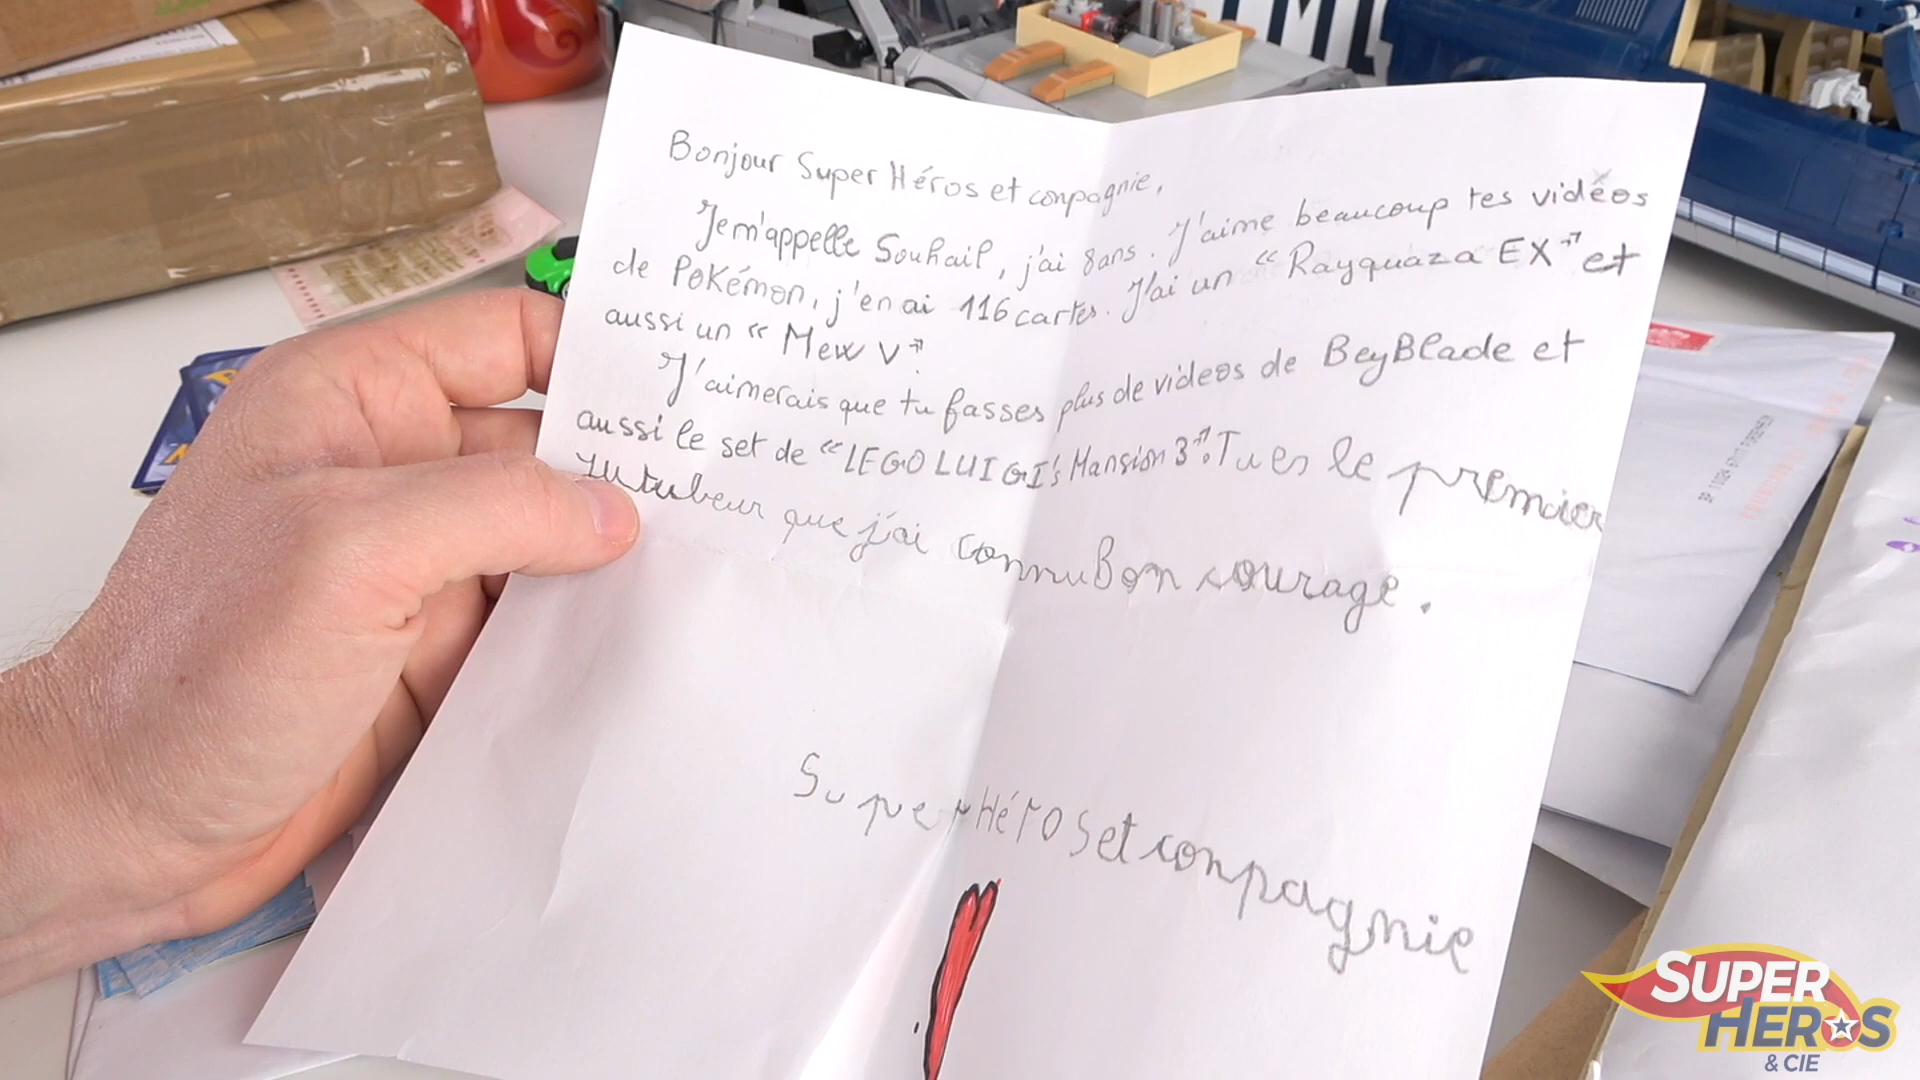 Bonjour Super Héros et conpagnie,
Je m'appelle Souhail, j'ai 8 ans. J'aime beaucoup tes vidéos
de Pokémon, j'en ai 116 cartes. J'ai un "Rayquaza EX" et
aussi un "Mew V".
J'aimerais que tu fasses plus de videos de BeyBlade et
aussi le set de "LEGO LUIGI's Mansion 3". Tu es le premier
yutubeur que j'ai connu Bon courage.
Super Héros et conpagnie
SUPER
HEROS
& CIE